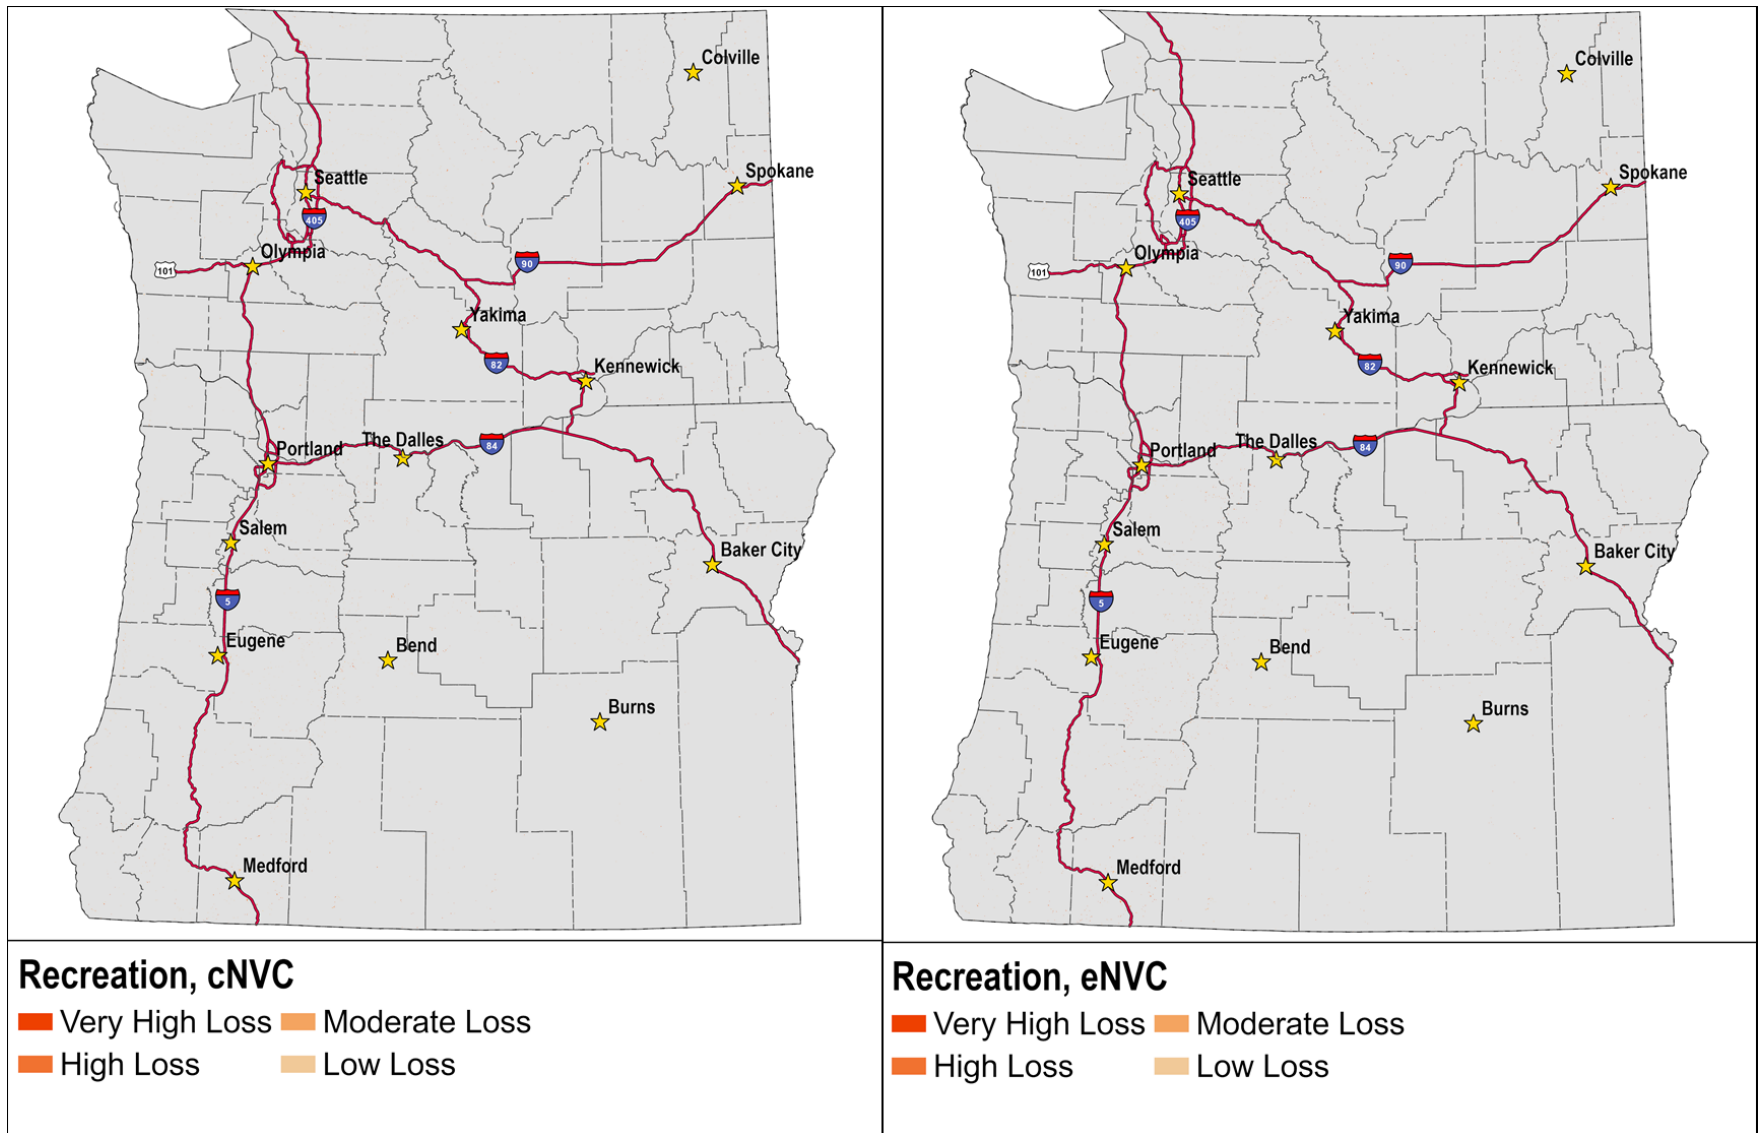 Colville
Spokane
Seattle
405
Olympia
101
90
Yakima
82
Kennewick
Portland
The Dalles
84
Salem
Baker City
5
Eugene
Bend
Burns
Medford
Recreation, cNVC
Very High Loss
Moderate Loss
High Loss
Low Loss
Colville
Spokane
Seattle
405
Olympia
101
90
Yakima
82
Kennewick
Portland
The Dalles
84
Salem
Baker City
5
Eugene
Bend
Burns
Medford
Recreation, eNVC
Very High Loss
Moderate Loss
High Loss
Low Loss